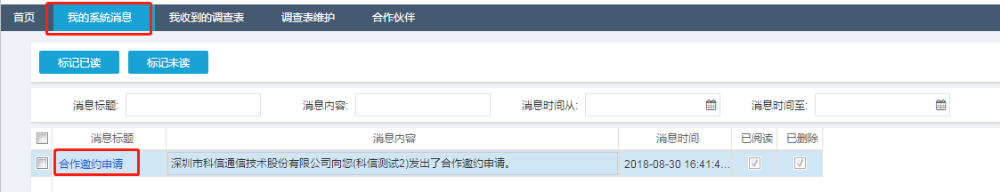 首页 我的系统消息 我收到的调查表 调查表维护 合作伙伴
标记已读 标记未读
消息标题: 消息内容: 消息时间从: 消息时间至:
消息标题 消息内容 消息时间 已阅读 已删除
合作邀约申请 深圳市科信通信技术股份有限公司向您(科信测试2)发出了合作邀约申请。 2018-08-30 16:41:4...